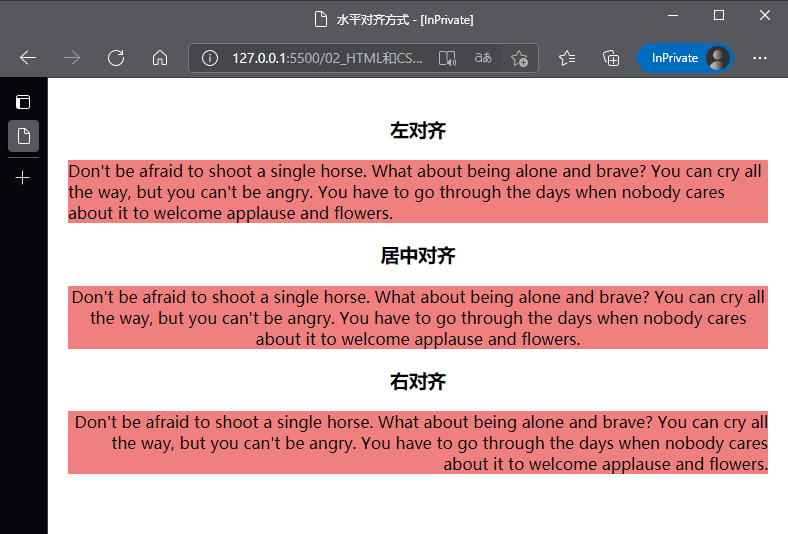 水平对齐方式 - [InPrivate]
127.0.0.1:5500/02_HTML和CS...
aあ
InPrivate
左对齐
Don't be afraid to shoot a single horse. What about being alone and brave? You can cry all
the way, but you can't be angry. You have to go through the days when nobody cares
about it to welcome applause and flowers.
居中对齐
Don't be afraid to shoot a single horse. What about being alone and brave? You can cry all
the way, but you can't be angry. You have to go through the days when nobody cares
about it to welcome applause and flowers.
右对齐
Don't be afraid to shoot a single horse. What about being alone and brave? You can cry all
the way, but you can't be angry. You have to go through the days when nobody cares
about it to welcome applause and flowers.